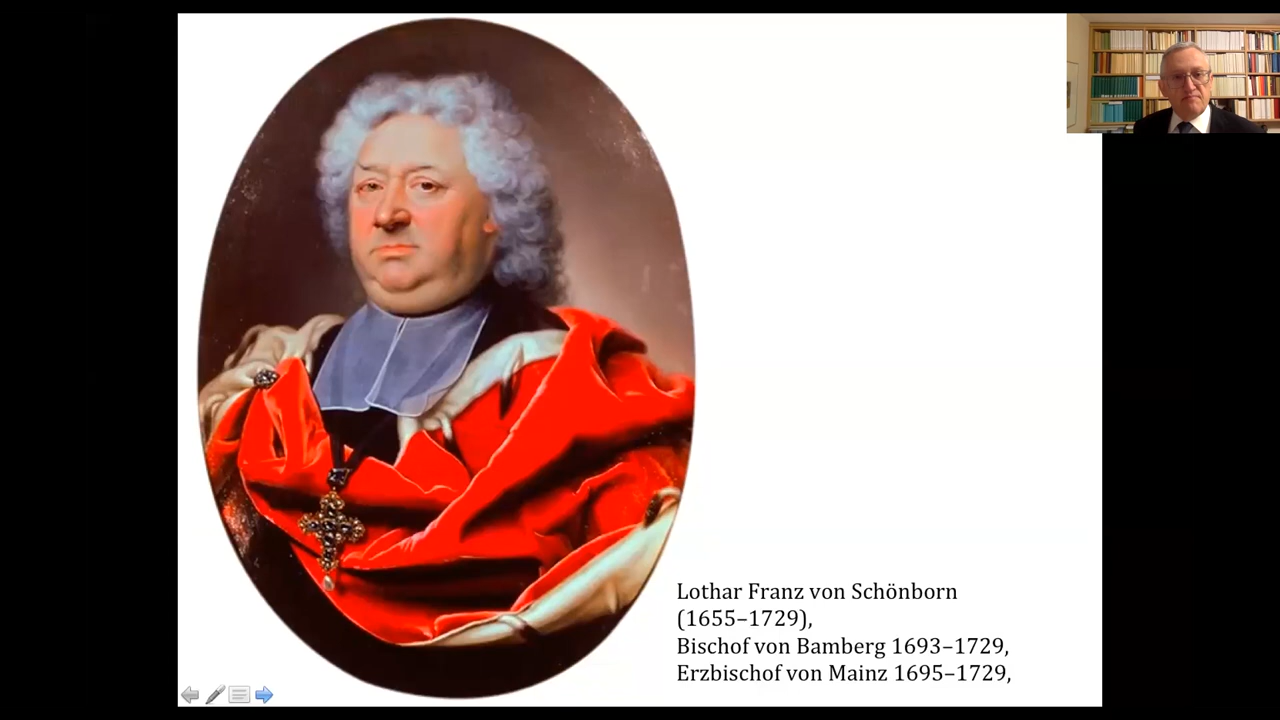 Lothar Franz von Schönborn
(1655–1729),
Bischof von Bamberg 1693–1729,
Erzbischof von Mainz 1695–1729,